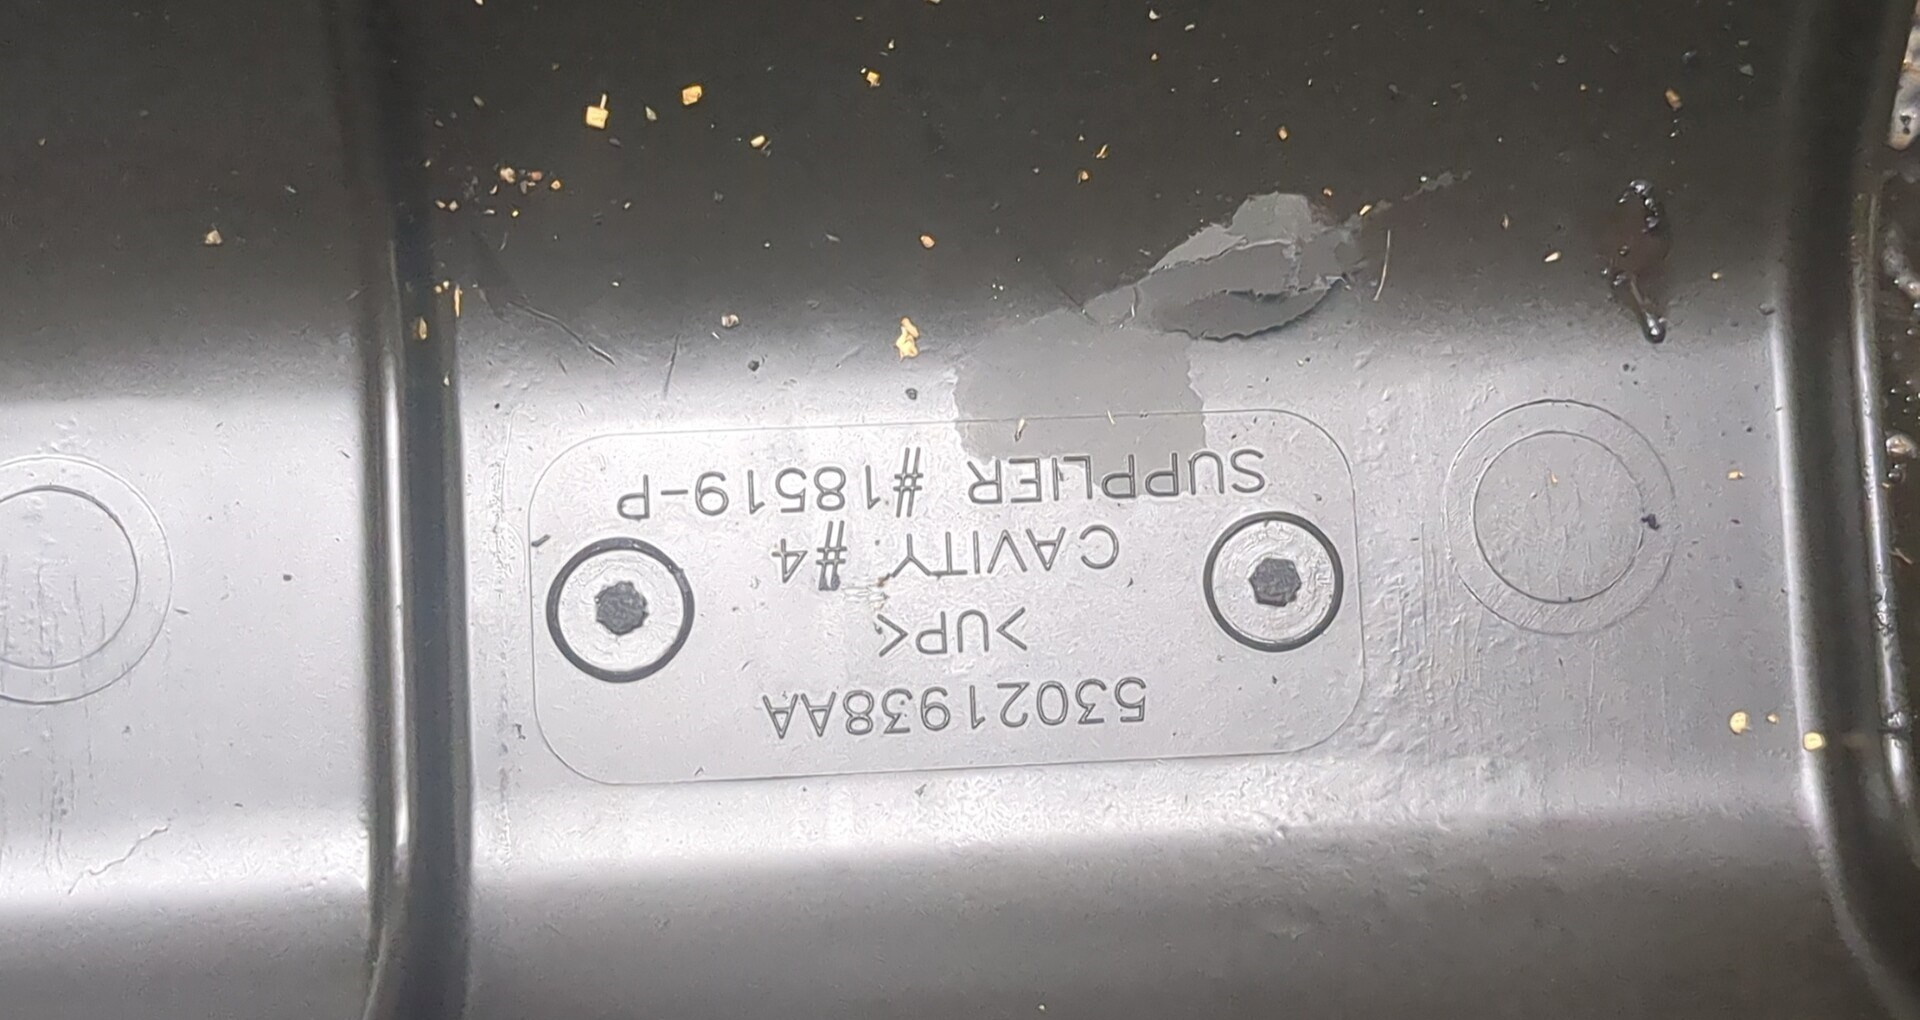 53021938AA
>UP<
CAVITY #4
SUPPLIER #18519-P